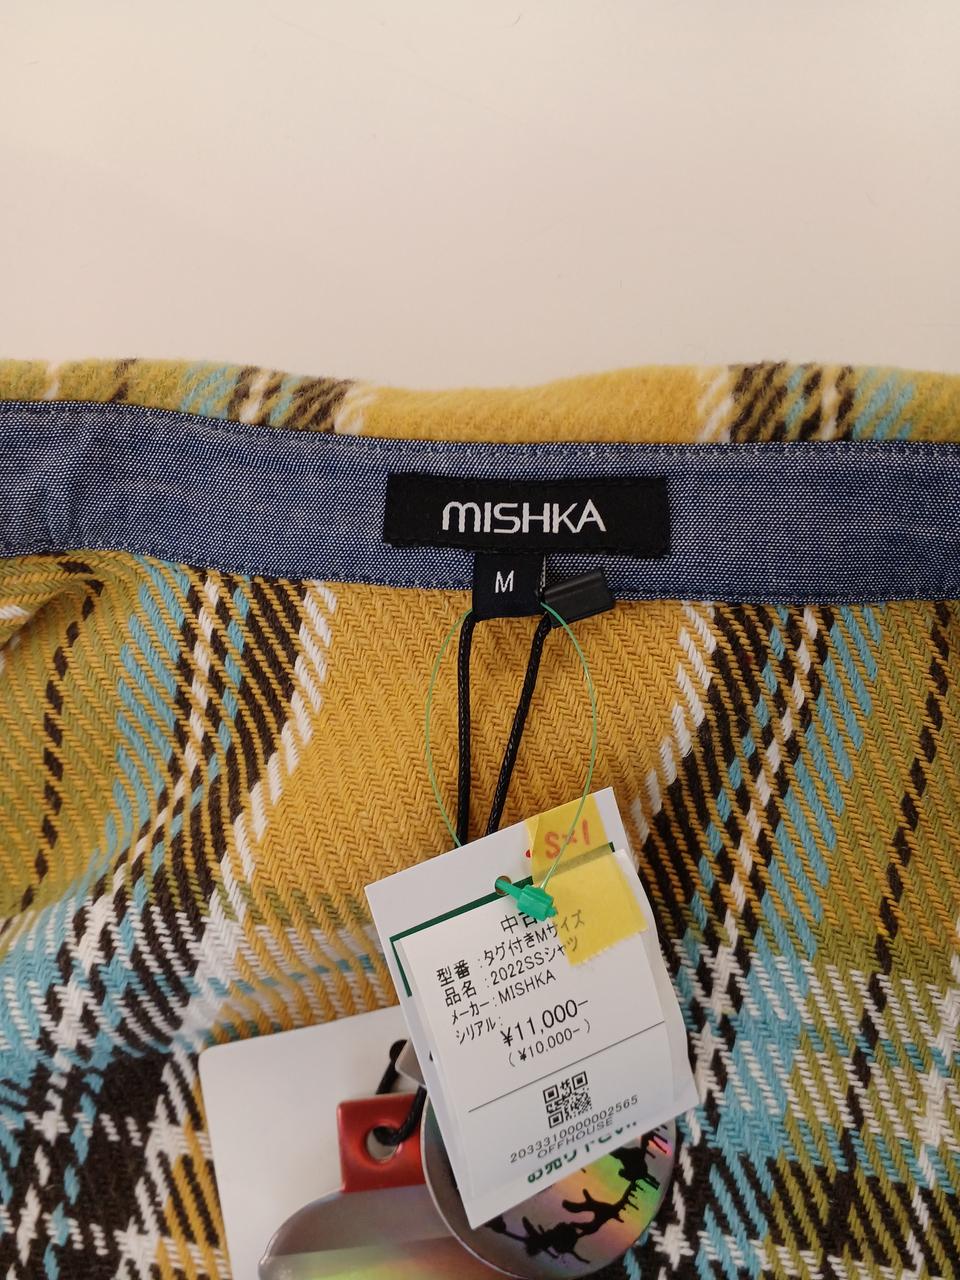 MISHKA
M
S-1
中古
型番 : タグ付きMサイズ
品名 : 2022SSシャツ
メーカー : MISHKA
シリアル :
¥11,000-
( ¥10,000- )
2033310000002565
OFFHOUSE